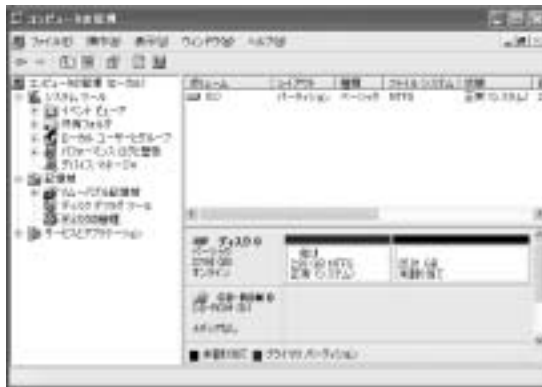 コンピュータの管理
ファイル(F) 操作(A) 表示(V) ウィンドウ(W) ヘルプ(H)
コンピュータの管理 (ローカル)
システム ツール
イベント ビューア
共有フォルダ
ローカル ユーザーとグループ
パフォーマンス ログと警告
デバイス マネージャ
記憶域
リムーバブル記憶域
ディスク デフラグ ツール
ディスクの管理
サービスとアプリケーション
ボリューム レイアウト 種類 ファイル システム 状態
(C:) パーティション ベーシック NTFS 正常 (システム)
ディスク 0
ベーシック
オンライン
(C:)
NTFS
正常 (システム)
GB
未割り当て
CD-ROM 0
CD-ROM (D:)
メディアなし
未割り当て プライマリ パーティション